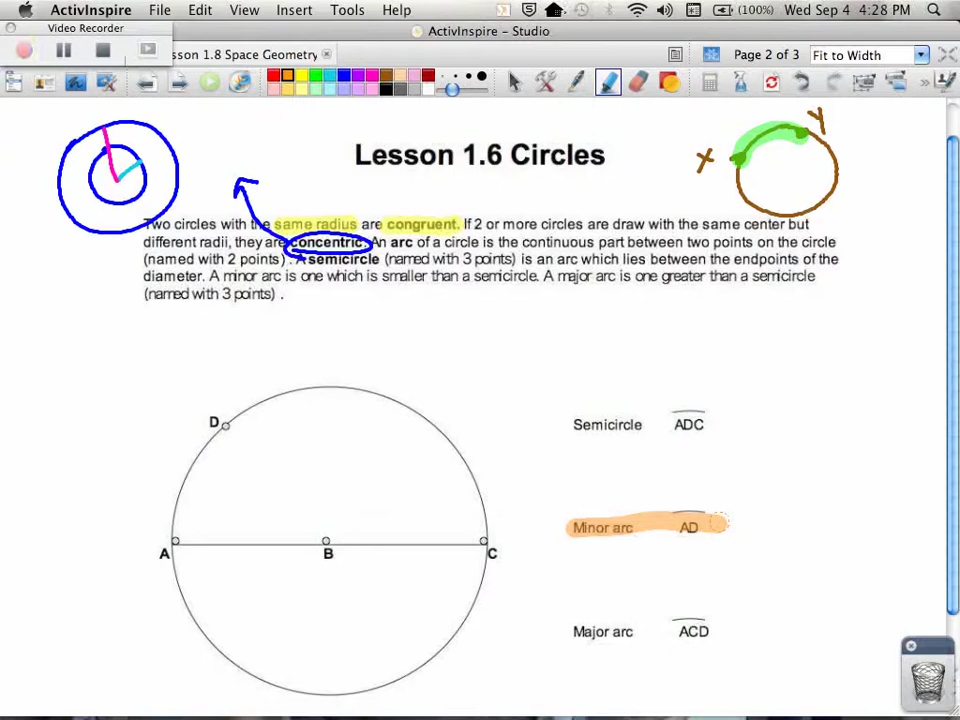 ActivInspire File Edit View Insert Tools Help (100%) Wed Sep 4 4:28 PM
Video Recorder
ActivInspire - Studio
sson 1.8 Space Geometry
Page 2 of 3
Fit to Width
X
Y
Lesson 1.6 Circles
Two circles with the same radius are congruent. If 2 or more circles are draw with the same center but
different radii, they are concentric. An arc of a circle is the continuous part between two points on the circle
(named with 2 points) . A semicircle (named with 3 points) is an arc which lies between the endpoints of the
diameter. A minor arc is one which is smaller than a semicircle. A major arc is one greater than a semicircle
(named with 3 points) .
D
A
B
C
Semicircle ADC
Minor arc AD
Major arc ACD